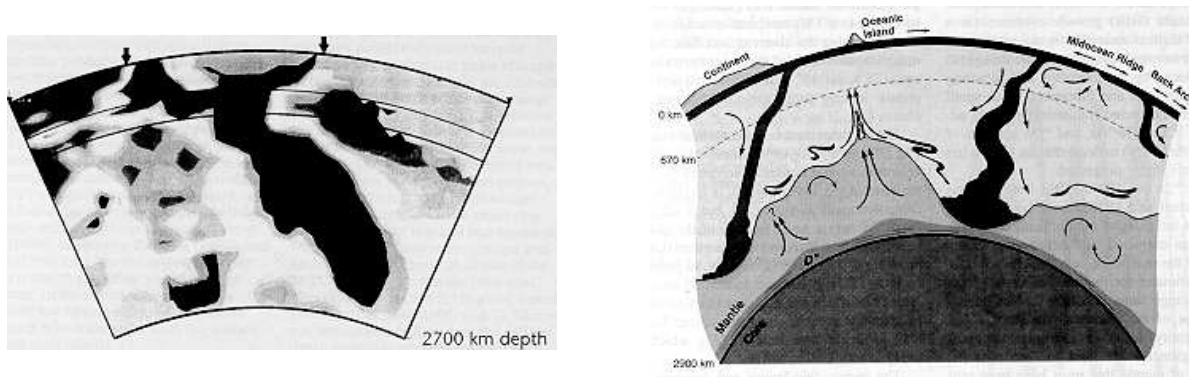 2700 km depth
Oceanic
Island
Continent
Midocean Ridge
Back Arc
0 km
670 km
D"
Mantle
Core
2900 km